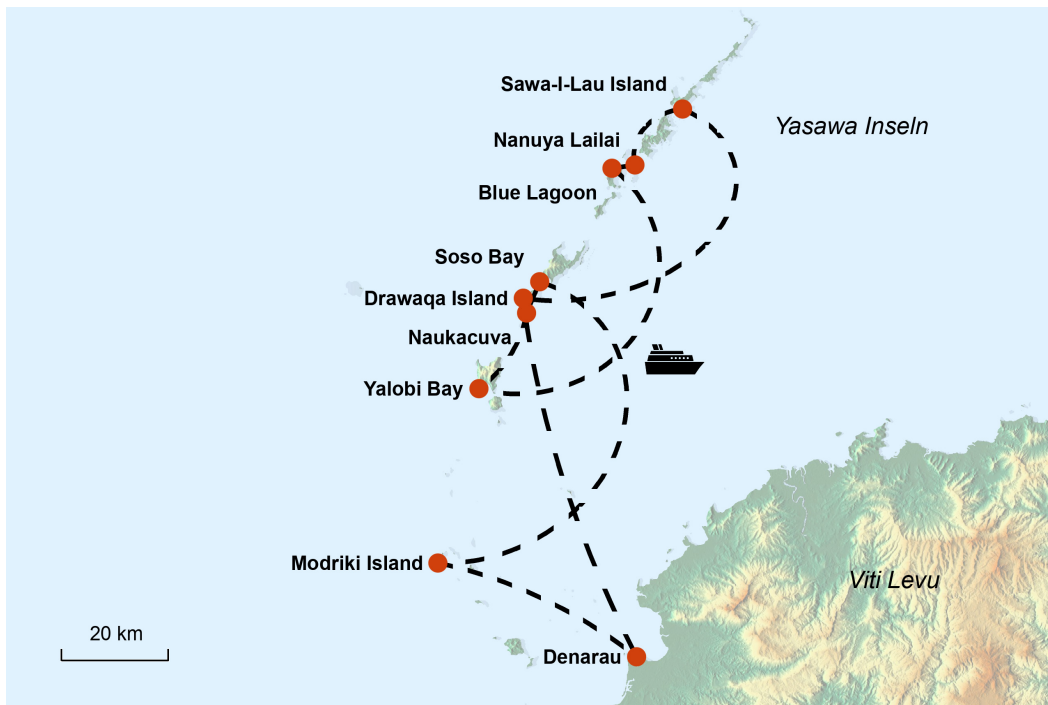 Sawa-I-Lau Island
Yasawa Inseln
Nanuya Lailai
Blue Lagoon
Soso Bay
Drawaqa Island
Naukacuva
Yalobi Bay
Modriki Island
Viti Levu
20 km
Denarau